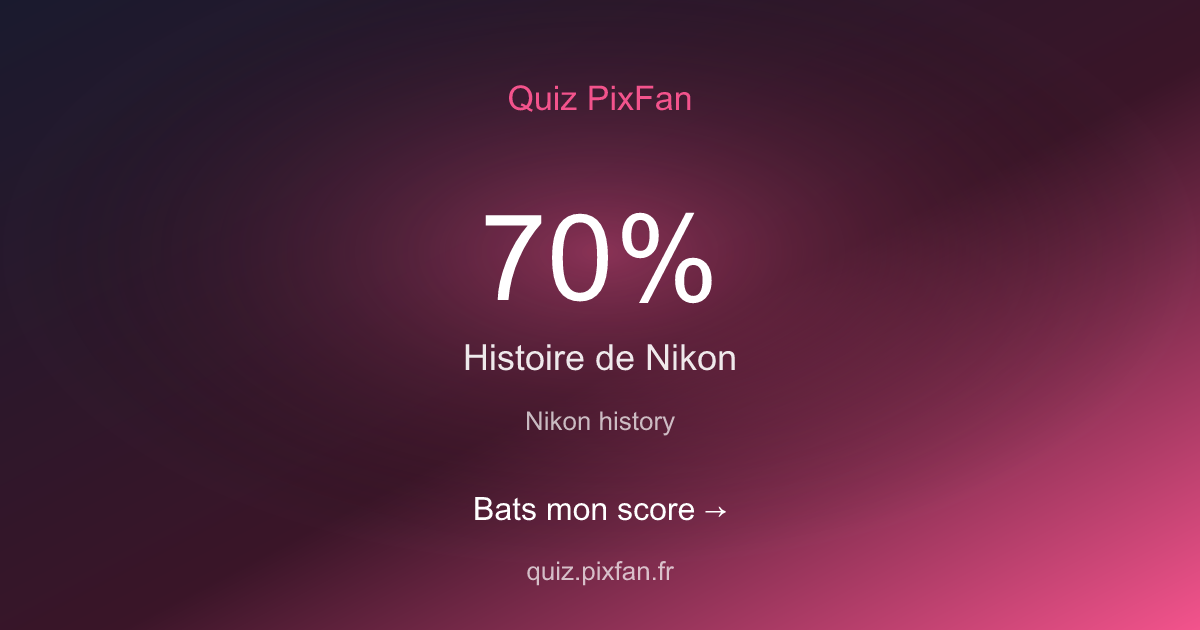 Quiz PixFan
70%
Histoire de Nikon
Nikon history
Bats mon score →
quiz.pixfan.fr